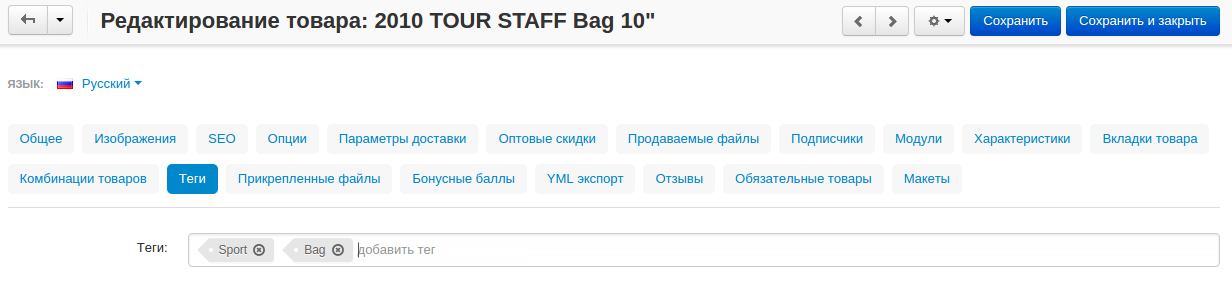 Редактирование товара: 2010 TOUR STAFF Bag 10" Сохранить Сохранить и закрыть
ЯЗЫК: Русский
Общее Изображения SEO Опции Параметры доставки Оптовые скидки Продаваемые файлы Подписчики Модули Характеристики Вкладки товара
Комбинации товаров Теги Прикрепленные файлы Бонусные баллы YML экспорт Отзывы Обязательные товары Макеты
Теги: Sport Bag добавить тег